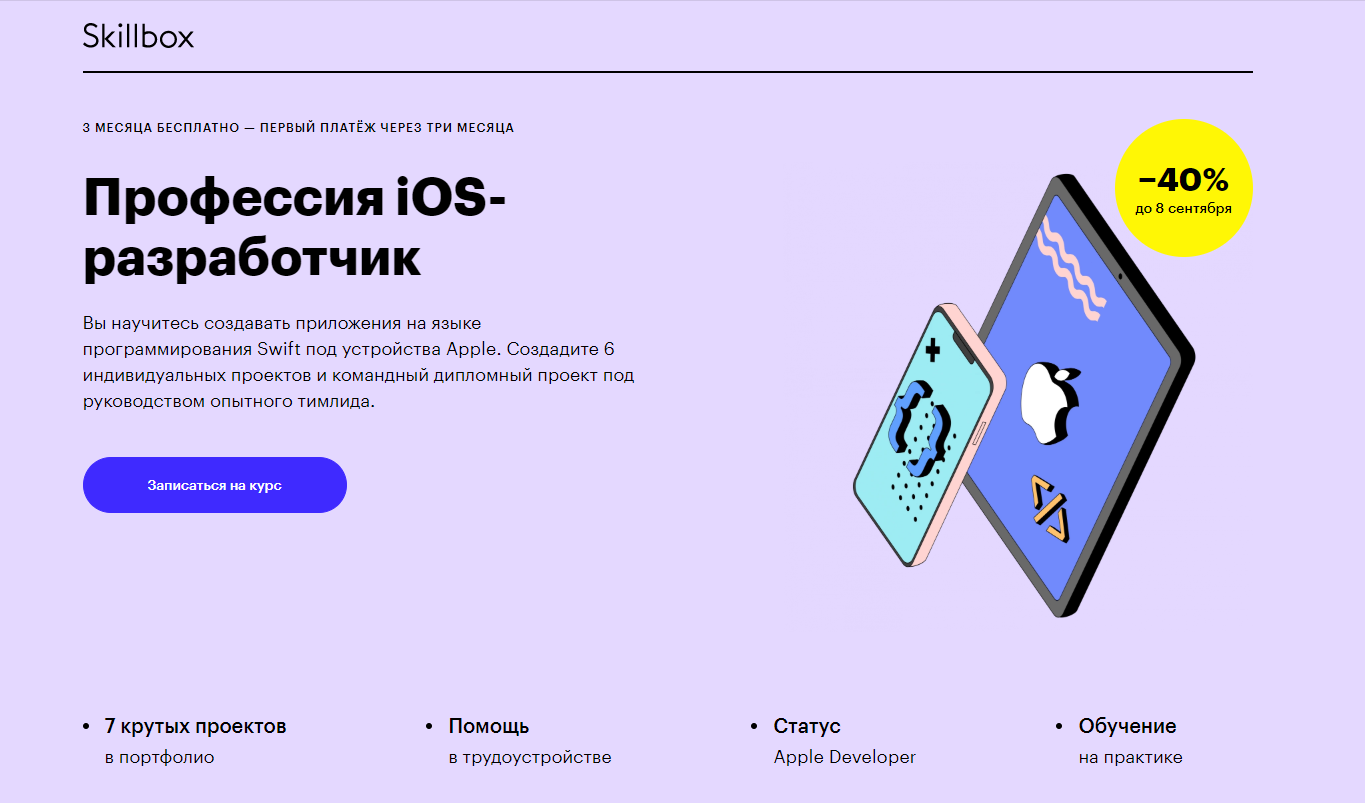 Skillbox
3 МЕСЯЦА БЕСПЛАТНО — ПЕРВЫЙ ПЛАТЁЖ ЧЕРЕЗ ТРИ МЕСЯЦА
Профессия iOS-
разработчик
Вы научитесь создавать приложения на языке
программирования Swift под устройства Apple. Создадите 6
индивидуальных проектов и командный дипломный проект под
руководством опытного тимлида.
Записаться на курс
−40%
до 8 сентября
7 крутых проектов
в портфолио
Помощь
в трудоустройстве
Статус
Apple Developer
Обучение
на практике